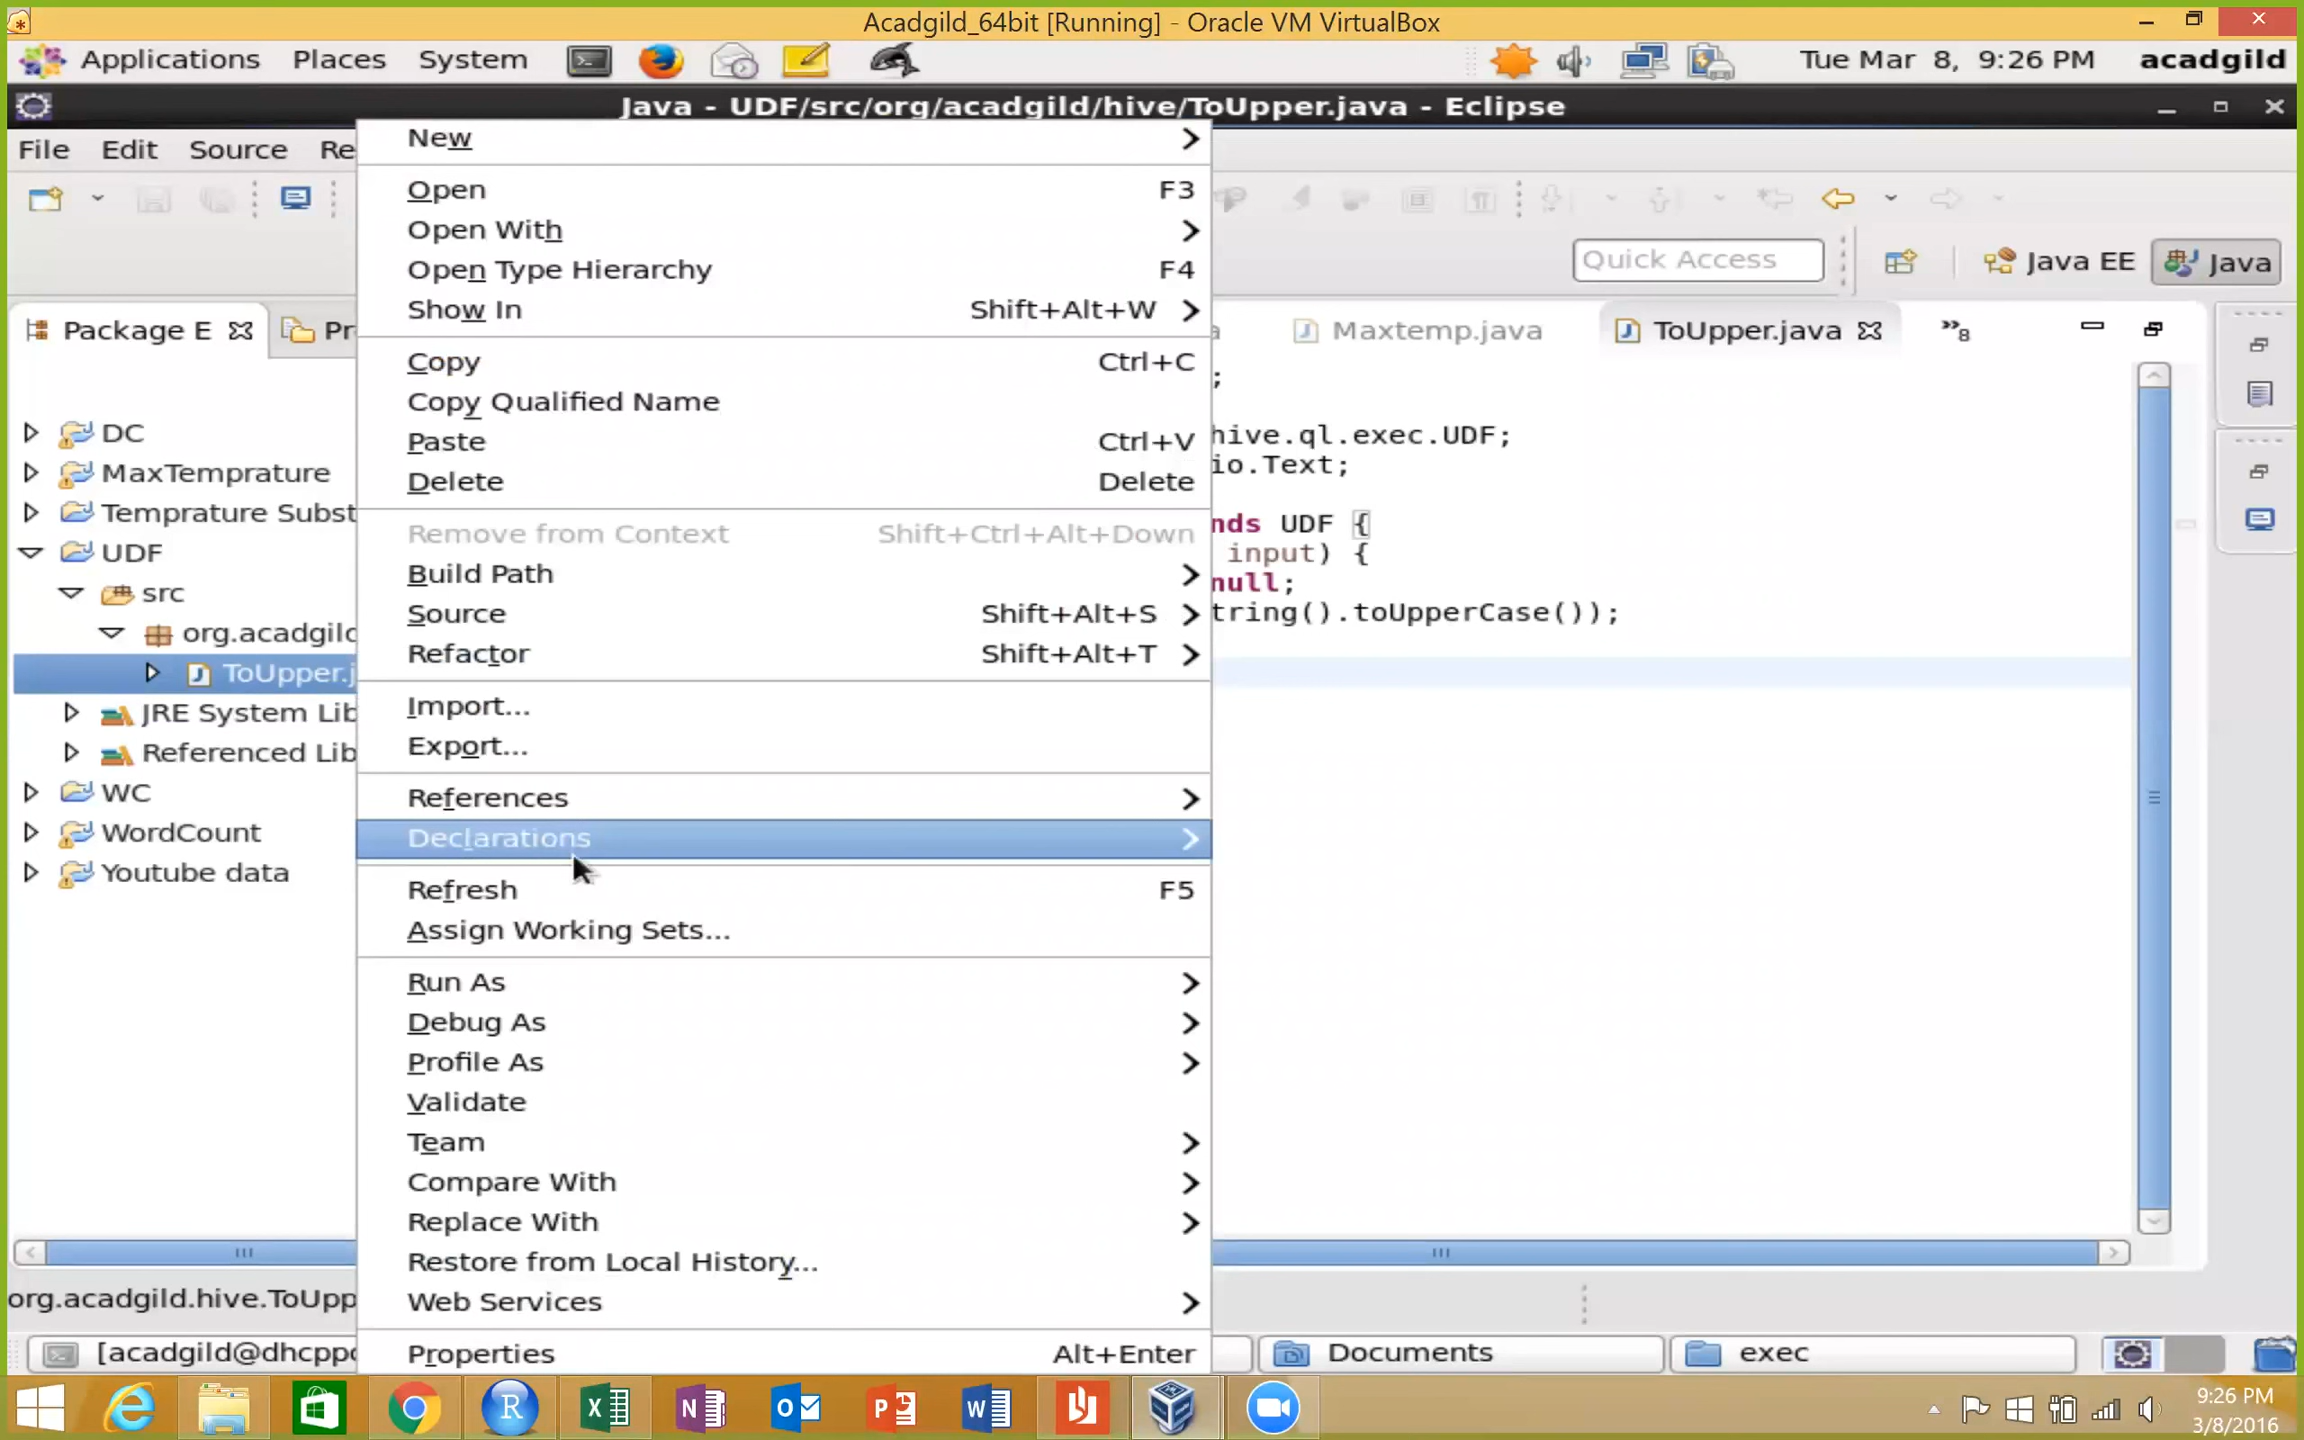 Acadgild_64bit [Running] - Oracle VM VirtualBox
Applications Places System Tue Mar 8, 9:26 PM acadgild
Java - UDF/src/org/acadgild/hive/ToUpper.java - Eclipse
File Edit Source Re
Quick Access Java EE Java
Package E Pr
Maxtemp.java ToUpper.java »8
DC
MaxTemprature
Temprature Subst
UDF
src
org.acadgild
ToUpper.j
JRE System Lib
Referenced Lib
WC
WordCount
Youtube data
New
Open F3
Open With
Open Type Hierarchy F4
Show In Shift+Alt+W
Copy Ctrl+C
Copy Qualified Name
Paste Ctrl+V
Delete Delete
Remove from Context Shift+Ctrl+Alt+Down
Build Path
Source Shift+Alt+S
Refactor Shift+Alt+T
Import...
Export...
References
Declarations
Refresh F5
Assign Working Sets...
Run As
Debug As
Profile As
Validate
Team
Compare With
Replace With
Restore from Local History...
Web Services
Properties Alt+Enter
;
hive.ql.exec.UDF;
io.Text;
nds UDF {
input) {
null;
tring().toUpperCase());
org.acadgild.hive.ToUpp
[acadgild@dhcppc Documents exec
9:26 PM
3/8/2016